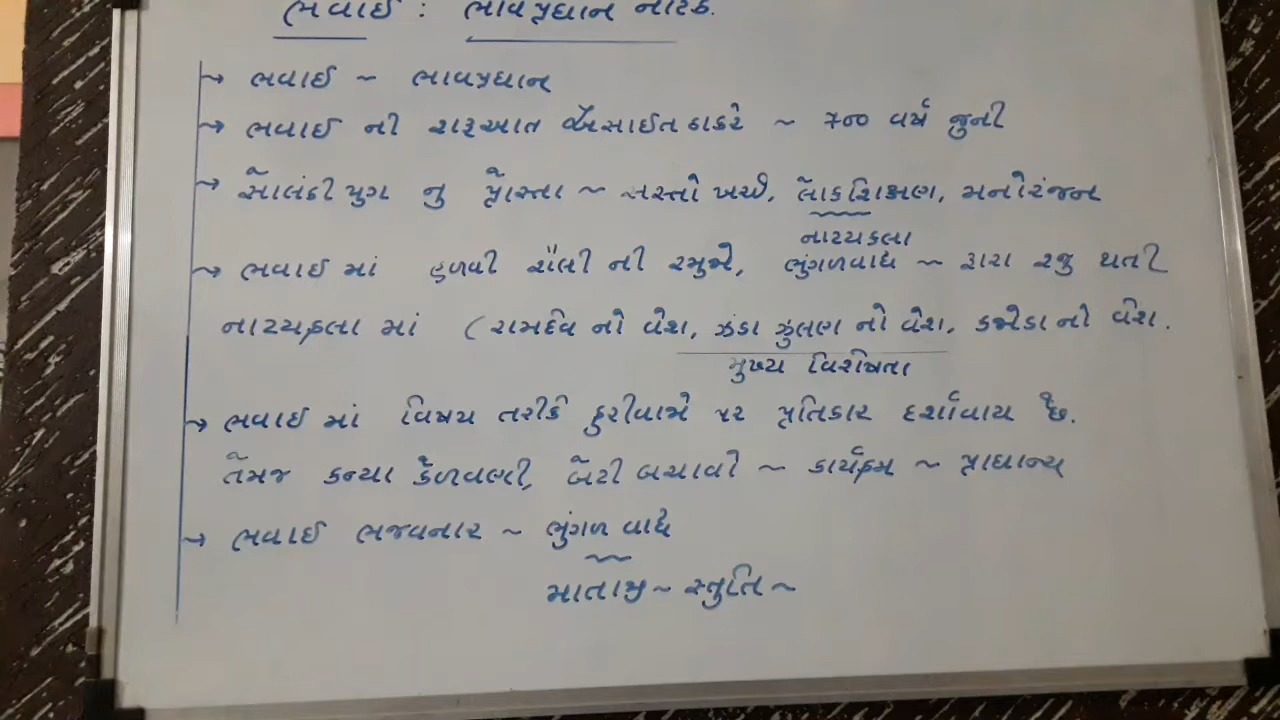 ભવાઈ : ભાવપ્રધાન નાટક.
→ ભવાઈ ~ ભાવપ્રધાન
→ ભવાઈ ની શરૂઆત અસાઈત ઠાકરે ~ ૭૦૦ વર્ષ જુની
→ સોલંકી યુગ નુ ~ સસ્તો ખર્ચ, લોકશિક્ષણ, મનોરંજન
નાટ્યકલા
→ ભવાઈ માં હળવી શૈલી ની રમુજો, ભુંગળવાદ્ય ~ દ્વારા રજુ થતી
નાટ્યકલા માં (રામદેવ નો વેશ, ઝંડા ઝુલણ નો વેશ, કજોડા નો વેશ.
મુખ્ય વિશેષતા
→ ભવાઈ માં વિષય તરીકે કુરીવાજો પર પ્રતિકાર દર્શાવાય છે.
તેમજ કન્યા કેળવણી, બેટી બચાવો ~ કાર્યક્રમ ~ પ્રાધાન્ય
→ ભવાઈ ભજવનાર ~ ભુંગળ વાદ્ય
માતાજી ~ સ્તુતિ ~